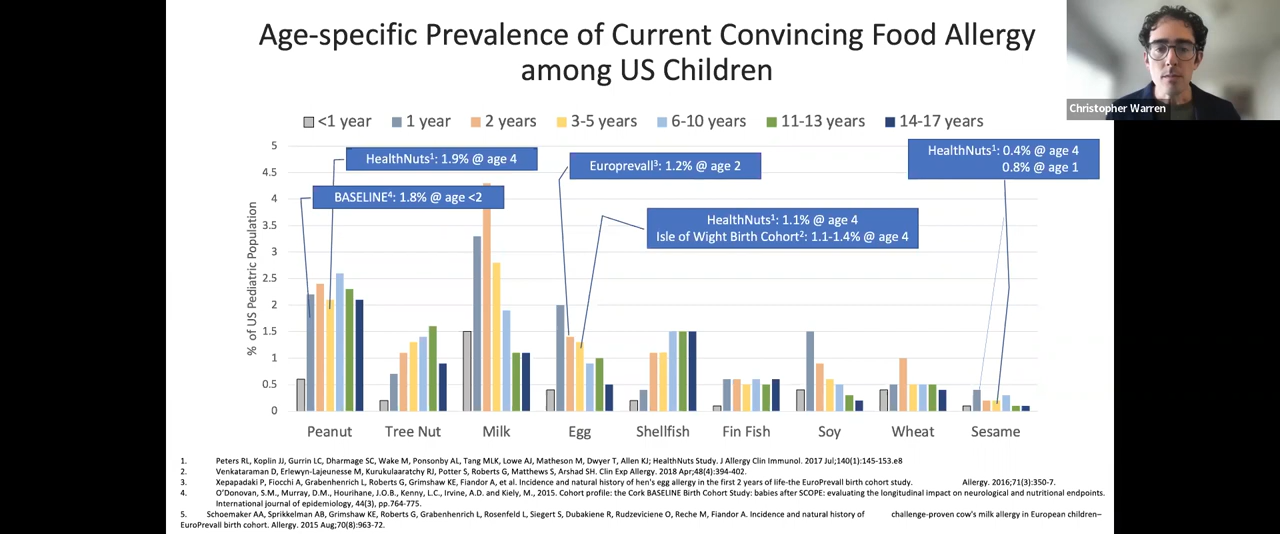 Age-specific Prevalence of Current Convincing Food Allergy
among US Children
Christopher Warren
<1 year 1 year 2 years 3-5 years 6-10 years 11-13 years 14-17 years
% of US Pediatric Population
5
4.5
4
3.5
3
2.5
2
1.5
1
0.5
0
HealthNuts¹: 1.9% @ age 4
BASELINE⁴: 1.8% @ age <2
Europrevall³: 1.2% @ age 2
HealthNuts¹: 1.1% @ age 4
Isle of Wight Birth Cohort²: 1.1-1.4% @ age 4
HealthNuts¹: 0.4% @ age 4
0.8% @ age 1
Peanut Tree Nut Milk Egg Shellfish Fin Fish Soy Wheat Sesame
1. Peters RL, Koplin JJ, Gurrin LC, Dharmage SC, Wake M, Ponsonby AL, Tang MLK, Lowe AJ, Matheson M, Dwyer T, Allen KJ; HealthNuts Study. J Allergy Clin Immunol. 2017 Jul;140(1):145-153.e8
2. Venkataraman D, Erlewyn-Lajeunesse M, Kurukulaaratchy RJ, Potter S, Roberts G, Matthews S, Arshad SH. Clin Exp Allergy. 2018 Apr;48(4):394-402.
3. Xepapadaki P, Fiocchi A, Grabenhenrich L, Roberts G, Grimshaw KE, Fiandor A, et al. Incidence and natural history of hen's egg allergy in the first 2 years of life-the EuroPrevall birth cohort study. Allergy. 2016;71(3):350-7.
4. O'Donovan, S.M., Murray, D.M., Hourihane, J.O.B., Kenny, L.C., Irvine, A.D. and Kiely, M., 2015. Cohort profile: the Cork BASELINE Birth Cohort Study: babies after SCOPE: evaluating the longitudinal impact on neurological and nutritional endpoints.
International journal of epidemiology, 44(3), pp.764-775.
5. Schoemaker AA, Sprikkelman AB, Grimshaw KE, Roberts G, Grabenhenrich L, Rosenfeld L, Siegert S, Dubakiene R, Rudzeviciene O, Reche M, Fiandor A. Incidence and natural history of challenge-proven cow's milk allergy in European children–
EuroPrevall birth cohort. Allergy. 2015 Aug;70(8):963-72.